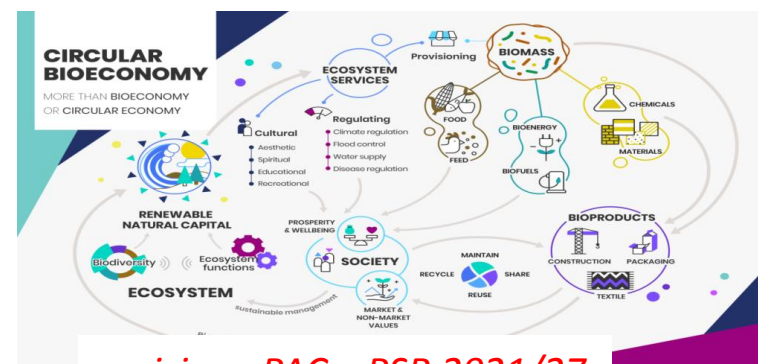 CIRCULAR
BIOECONOMY
MORE THAN BIOECONOMY
OR CIRCULAR ECONOMY
ECOSYSTEM
SERVICES
Provisioning
BIOMASS
Cultural
Aesthetic
Spiritual
Educational
Recreational
Regulating
Climate regulation
Flood control
Water supply
Disease regulation
FOOD
FEED
BIOENERGY
BIOFUELS
CHEMICALS
MATERIALS
RENEWABLE
NATURAL CAPITAL
Biodiversity
Ecosystem
functions
ECOSYSTEM
sustainable management
PROSPERITY
& WELLBEING
SOCIETY
MARKET &
NON-MARKET
VALUES
MAINTAIN
RECYCLE
SHARE
REUSE
BIOPRODUCTS
CONSTRUCTION
PACKAGING
TEXTILE
PAC
PSR 2021/27